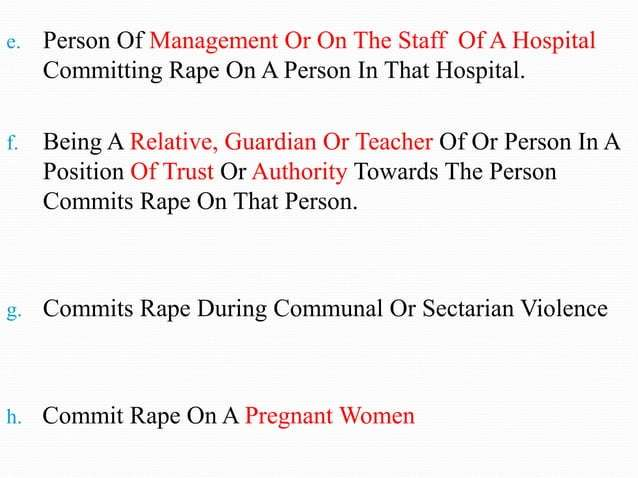 e. Person Of Management Or On The Staff Of A Hospital
Committing Rape On A Person In That Hospital.
f. Being A Relative, Guardian Or Teacher Of Or Person In A
Position Of Trust Or Authority Towards The Person
Commits Rape On That Person.
g. Commits Rape During Communal Or Sectarian Violence
h. Commit Rape On A Pregnant Women